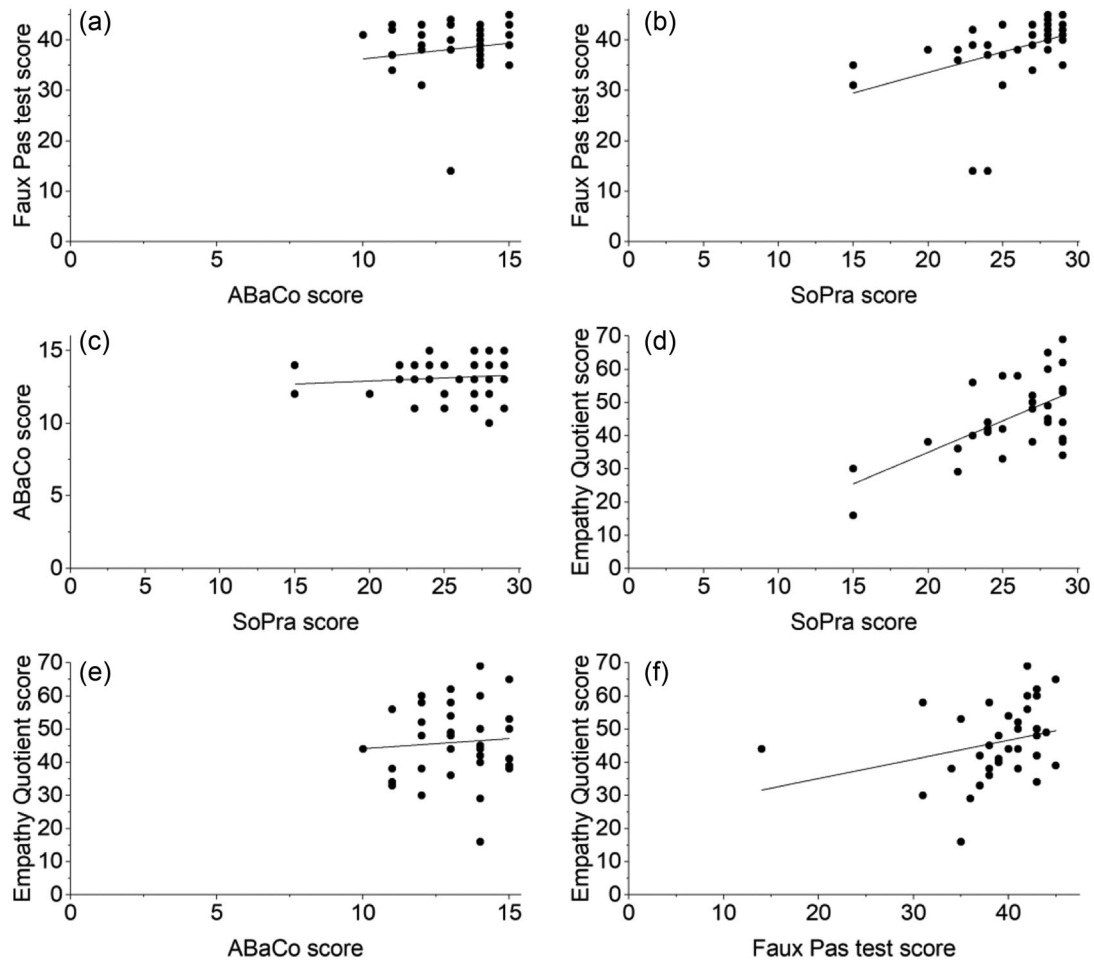 (a)
Faux Pas test score
40
30
20
10
0
0 5 10 15
ABaCo score
(b)
Faux Pas test score
40
30
20
10
0
0 5 10 15 20 25 30
SoPra score
(c)
ABaCo score
15
10
5
0
0 5 10 15 20 25 30
SoPra score
(d)
Empathy Quotient score
70
60
50
40
30
20
10
0
0 5 10 15 20 25 30
SoPra score
(e)
Empathy Quotient score
70
60
50
40
30
20
10
0
0 5 10 15
ABaCo score
(f)
Empathy Quotient score
70
60
50
40
30
20
10
0
0 10 20 30 40
Faux Pas test score